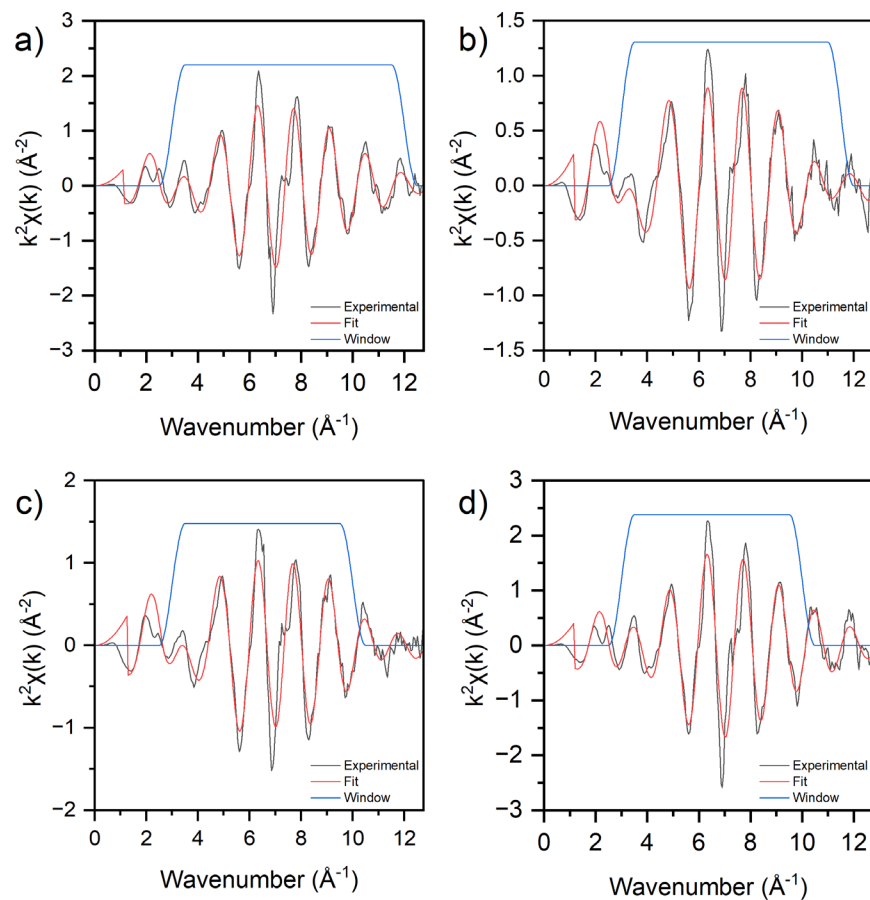 a)
3
2
1
0
−1
−2
−3
k²χ(k) (Å⁻²)
Experimental
Fit
Window
0 2 4 6 8 10 12
Wavenumber (Å⁻¹)
b)
1.5
1.0
0.5
0.0
−0.5
−1.0
−1.5
k²χ(k) (Å⁻²)
Experimental
Fit
Window
0 2 4 6 8 10 12
Wavenumber (Å⁻¹)
c)
2
1
0
−1
−2
k²χ(k) (Å⁻²)
Experimental
Fit
Window
0 2 4 6 8 10 12
Wavenumber (Å⁻¹)
d)
3
2
1
0
−1
−2
−3
k²χ(k) (Å⁻²)
Experimental
Fit
Window
0 2 4 6 8 10 12
Wavenumber (Å⁻¹)